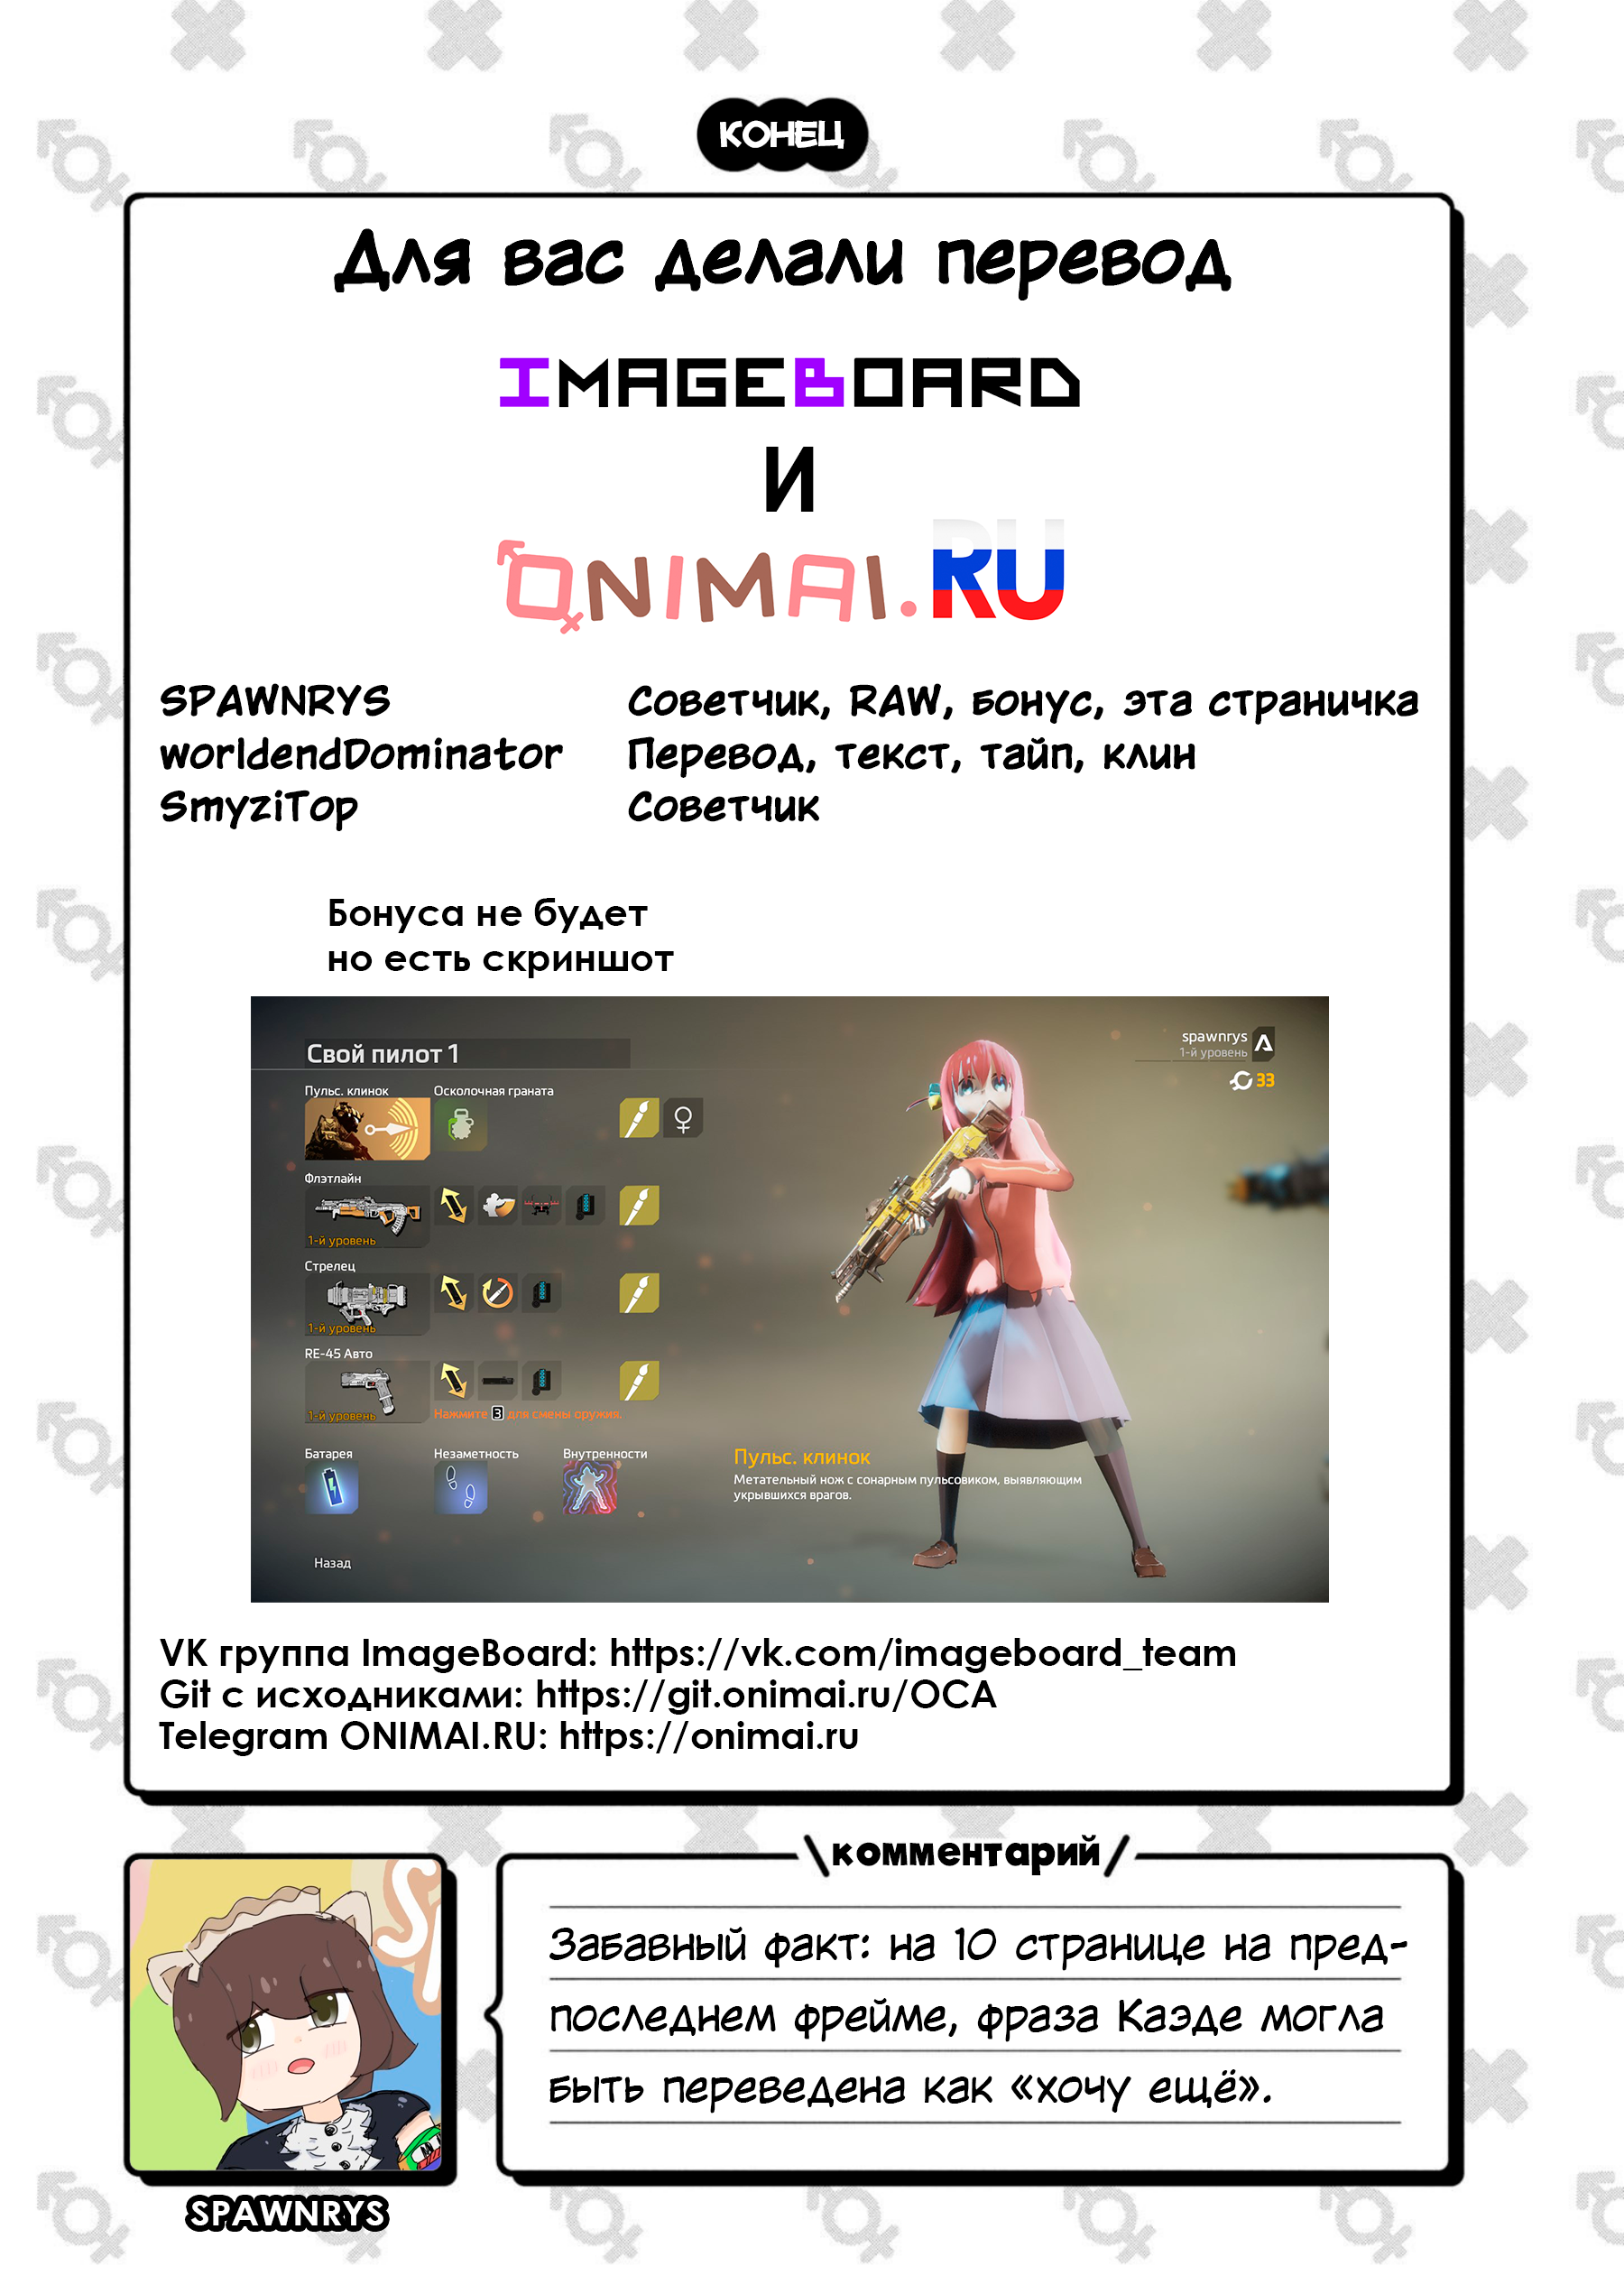 КОНЕЦ
Для вас делали перевод
IMAGEBOARD
И
ONIMAI.RU
SPAWNRYS Советчик, RAW, бонус, эта страничка
worldendDominator Перевод, текст, тайп, клин
SmyziTop Советчик
Бонуса не будет
но есть скриншот
Свой пилот 1
spawnrys
1-й уровень
33
Пульс. клинок Осколочная граната
Флэтлайн
1-й уровень
Стрелец
1-й уровень
RE-45 Авто
1-й уровень
Нажмите 3 для смены оружия.
Батарея Незаметность Внутренности
Пульс. клинок
Метательный нож с сонарным пульсовиком, выявляющим
укрывшихся врагов.
Назад
VK группа ImageBoard: https://vk.com/imageboard_team
Git с исходниками: https://git.onimai.ru/OCA
Telegram ONIMAI.RU: https://onimai.ru
\комментарий/
Забавный факт: на 10 странице на пред-
последнем фрейме, фраза Каэде могла
быть переведена как «хочу ещё».
SPAWNRYS